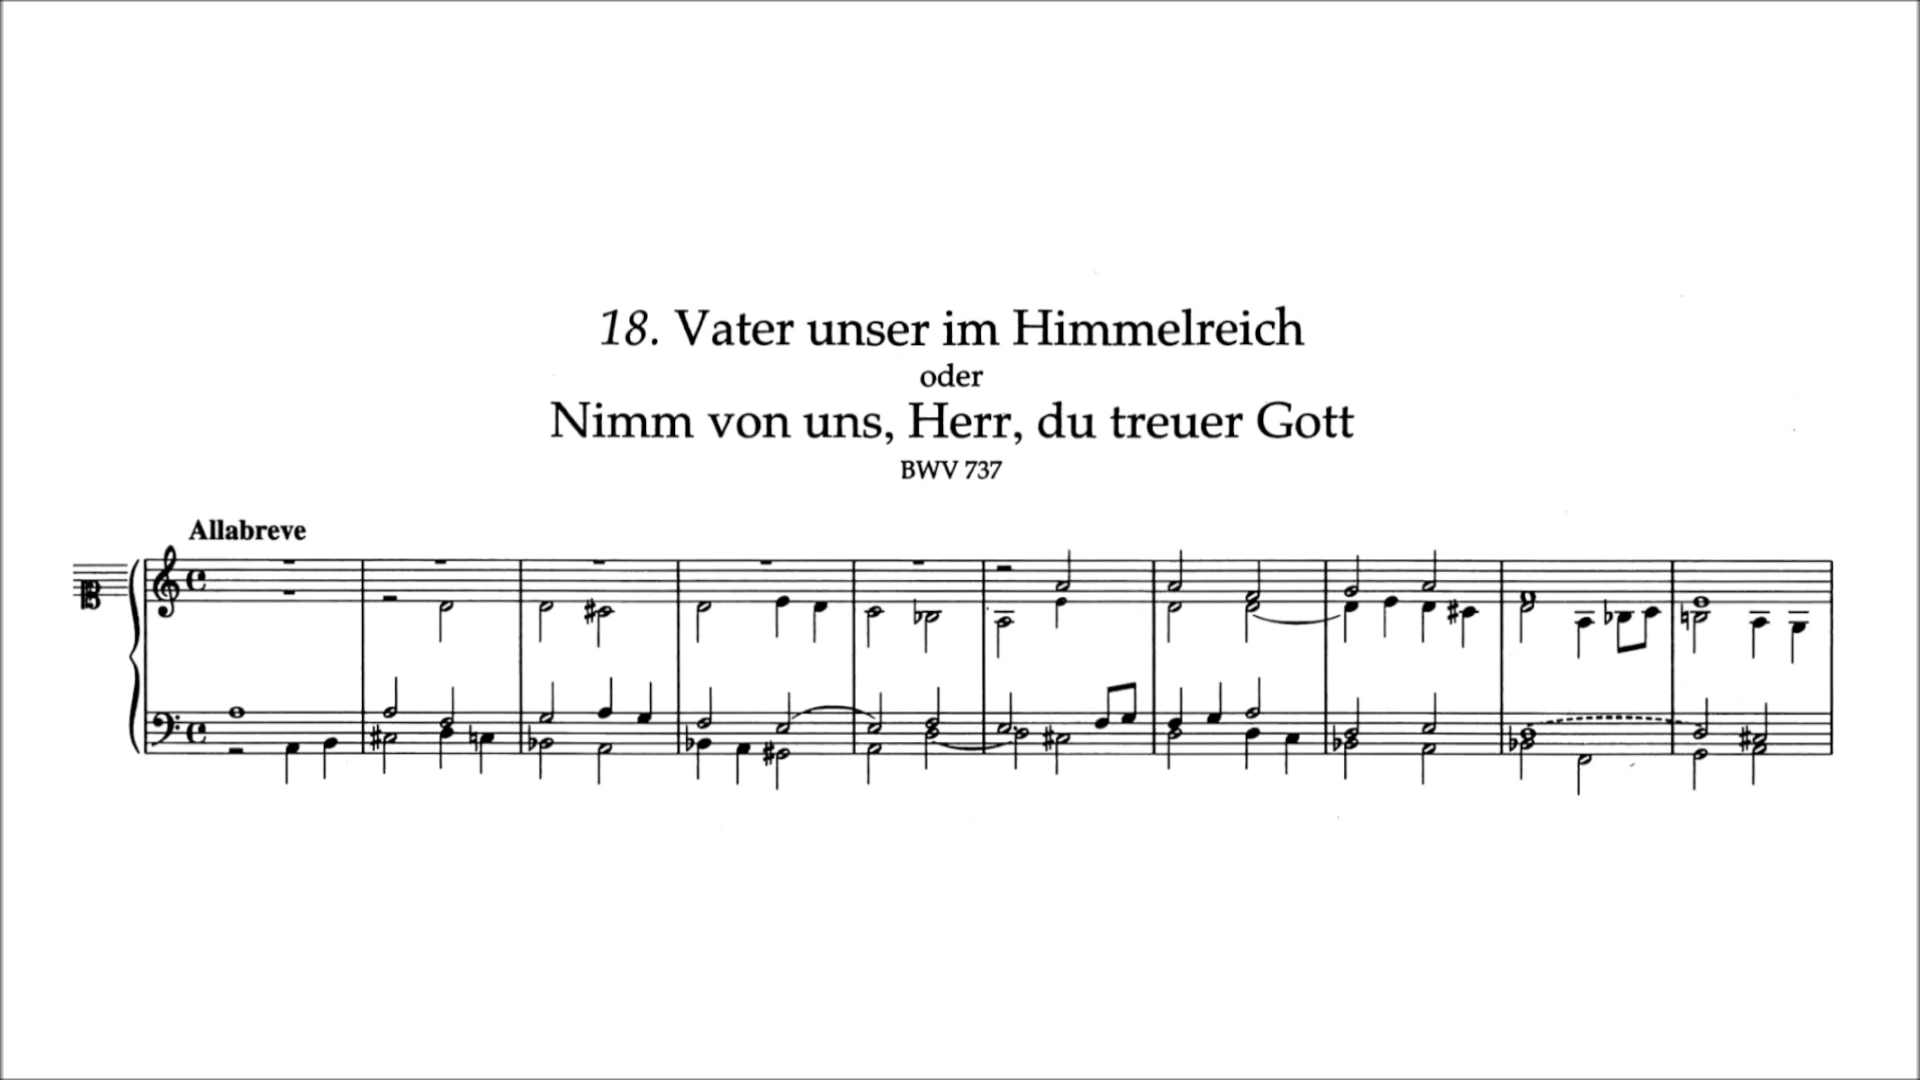 18. Vater unser im Himmelreich
oder
Nimm von uns, Herr, du treuer Gott
BWV 737
Allabreve